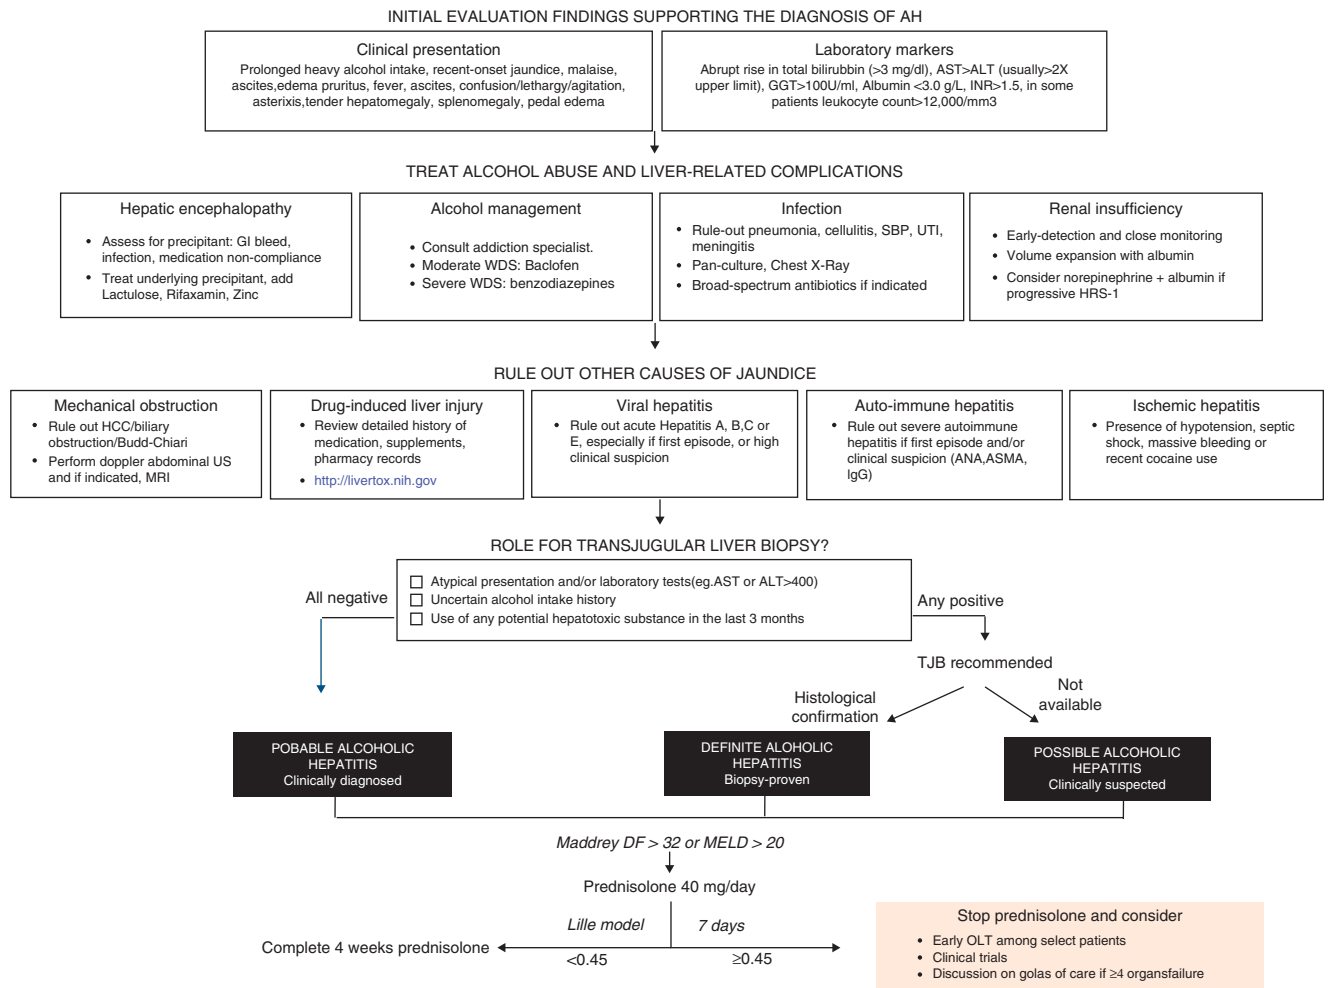 INITIAL EVALUATION FINDINGS SUPPORTING THE DIAGNOSIS OF AH
Clinical presentation
Prolonged heavy alcohol intake, recent-onset jaundice, malaise,
ascites,edema pruritus, fever, ascites, confusion/lethargy/agitation,
asterixis,tender hepatomegaly, splenomegaly, pedal edema
Laboratory markers
Abrupt rise in total bilirubbin (>3 mg/dl), AST>ALT (usually>2X
upper limit), GGT>100U/ml, Albumin <3.0 g/L, INR>1.5, in some
patients leukocyte count>12,000/mm3
TREAT ALCOHOL ABUSE AND LIVER-RELATED COMPLICATIONS
Hepatic encephalopathy
• Assess for precipitant: GI bleed,
infection, medication non-compliance
• Treat underlying precipitant, add
Lactulose, Rifaxamin, Zinc
Alcohol management
• Consult addiction specialist.
• Moderate WDS: Baclofen
• Severe WDS: benzodiazepines
Infection
• Rule-out pneumonia, cellulitis, SBP, UTI,
meningitis
• Pan-culture, Chest X-Ray
• Broad-spectrum antibiotics if indicated
Renal insufficiency
• Early-detection and close monitoring
• Volume expansion with albumin
• Consider norepinephrine + albumin if
progressive HRS-1
RULE OUT OTHER CAUSES OF JAUNDICE
Mechanical obstruction
• Rule out HCC/biliary
obstruction/Budd-Chiari
• Perform doppler abdominal US
and if indicated, MRI
Drug-induced liver injury
• Review detailed history of
medication, supplements,
pharmacy records
• http://livertox.nih.gov
Viral hepatitis
• Rule out acute Hepatitis A, B,C or
E, especially if first episode, or high
clinical suspicion
Auto-immune hepatitis
• Rule out severe autoimmune
hepatitis if first episode and/or
clinical suspicion (ANA,ASMA,
IgG)
Ischemic hepatitis
• Presence of hypotension, septic
shock, massive bleeding or
recent cocaine use
ROLE FOR TRANSJUGULAR LIVER BIOPSY?
☐ Atypical presentation and/or laboratory tests(eg.AST or ALT>400)
☐ Uncertain alcohol intake history
☐ Use of any potential hepatotoxic substance in the last 3 months
All negative
Any positive
TJB recommended
Histological
confirmation
Not
available
POBABLE ALCOHOLIC
HEPATITIS
Clinically diagnosed
DEFINITE ALOHOLIC
HEPATITIS
Biopsy-proven
POSSIBLE ALCOHOLIC
HEPATITIS
Clinically suspected
Maddrey DF > 32 or MELD > 20
Prednisolone 40 mg/day
Lille model
7 days
Complete 4 weeks prednisolone
<0.45
≥0.45
Stop prednisolone and consider
• Early OLT among select patients
• Clinical trials
• Discussion on golas of care if ≥4 organsfailure